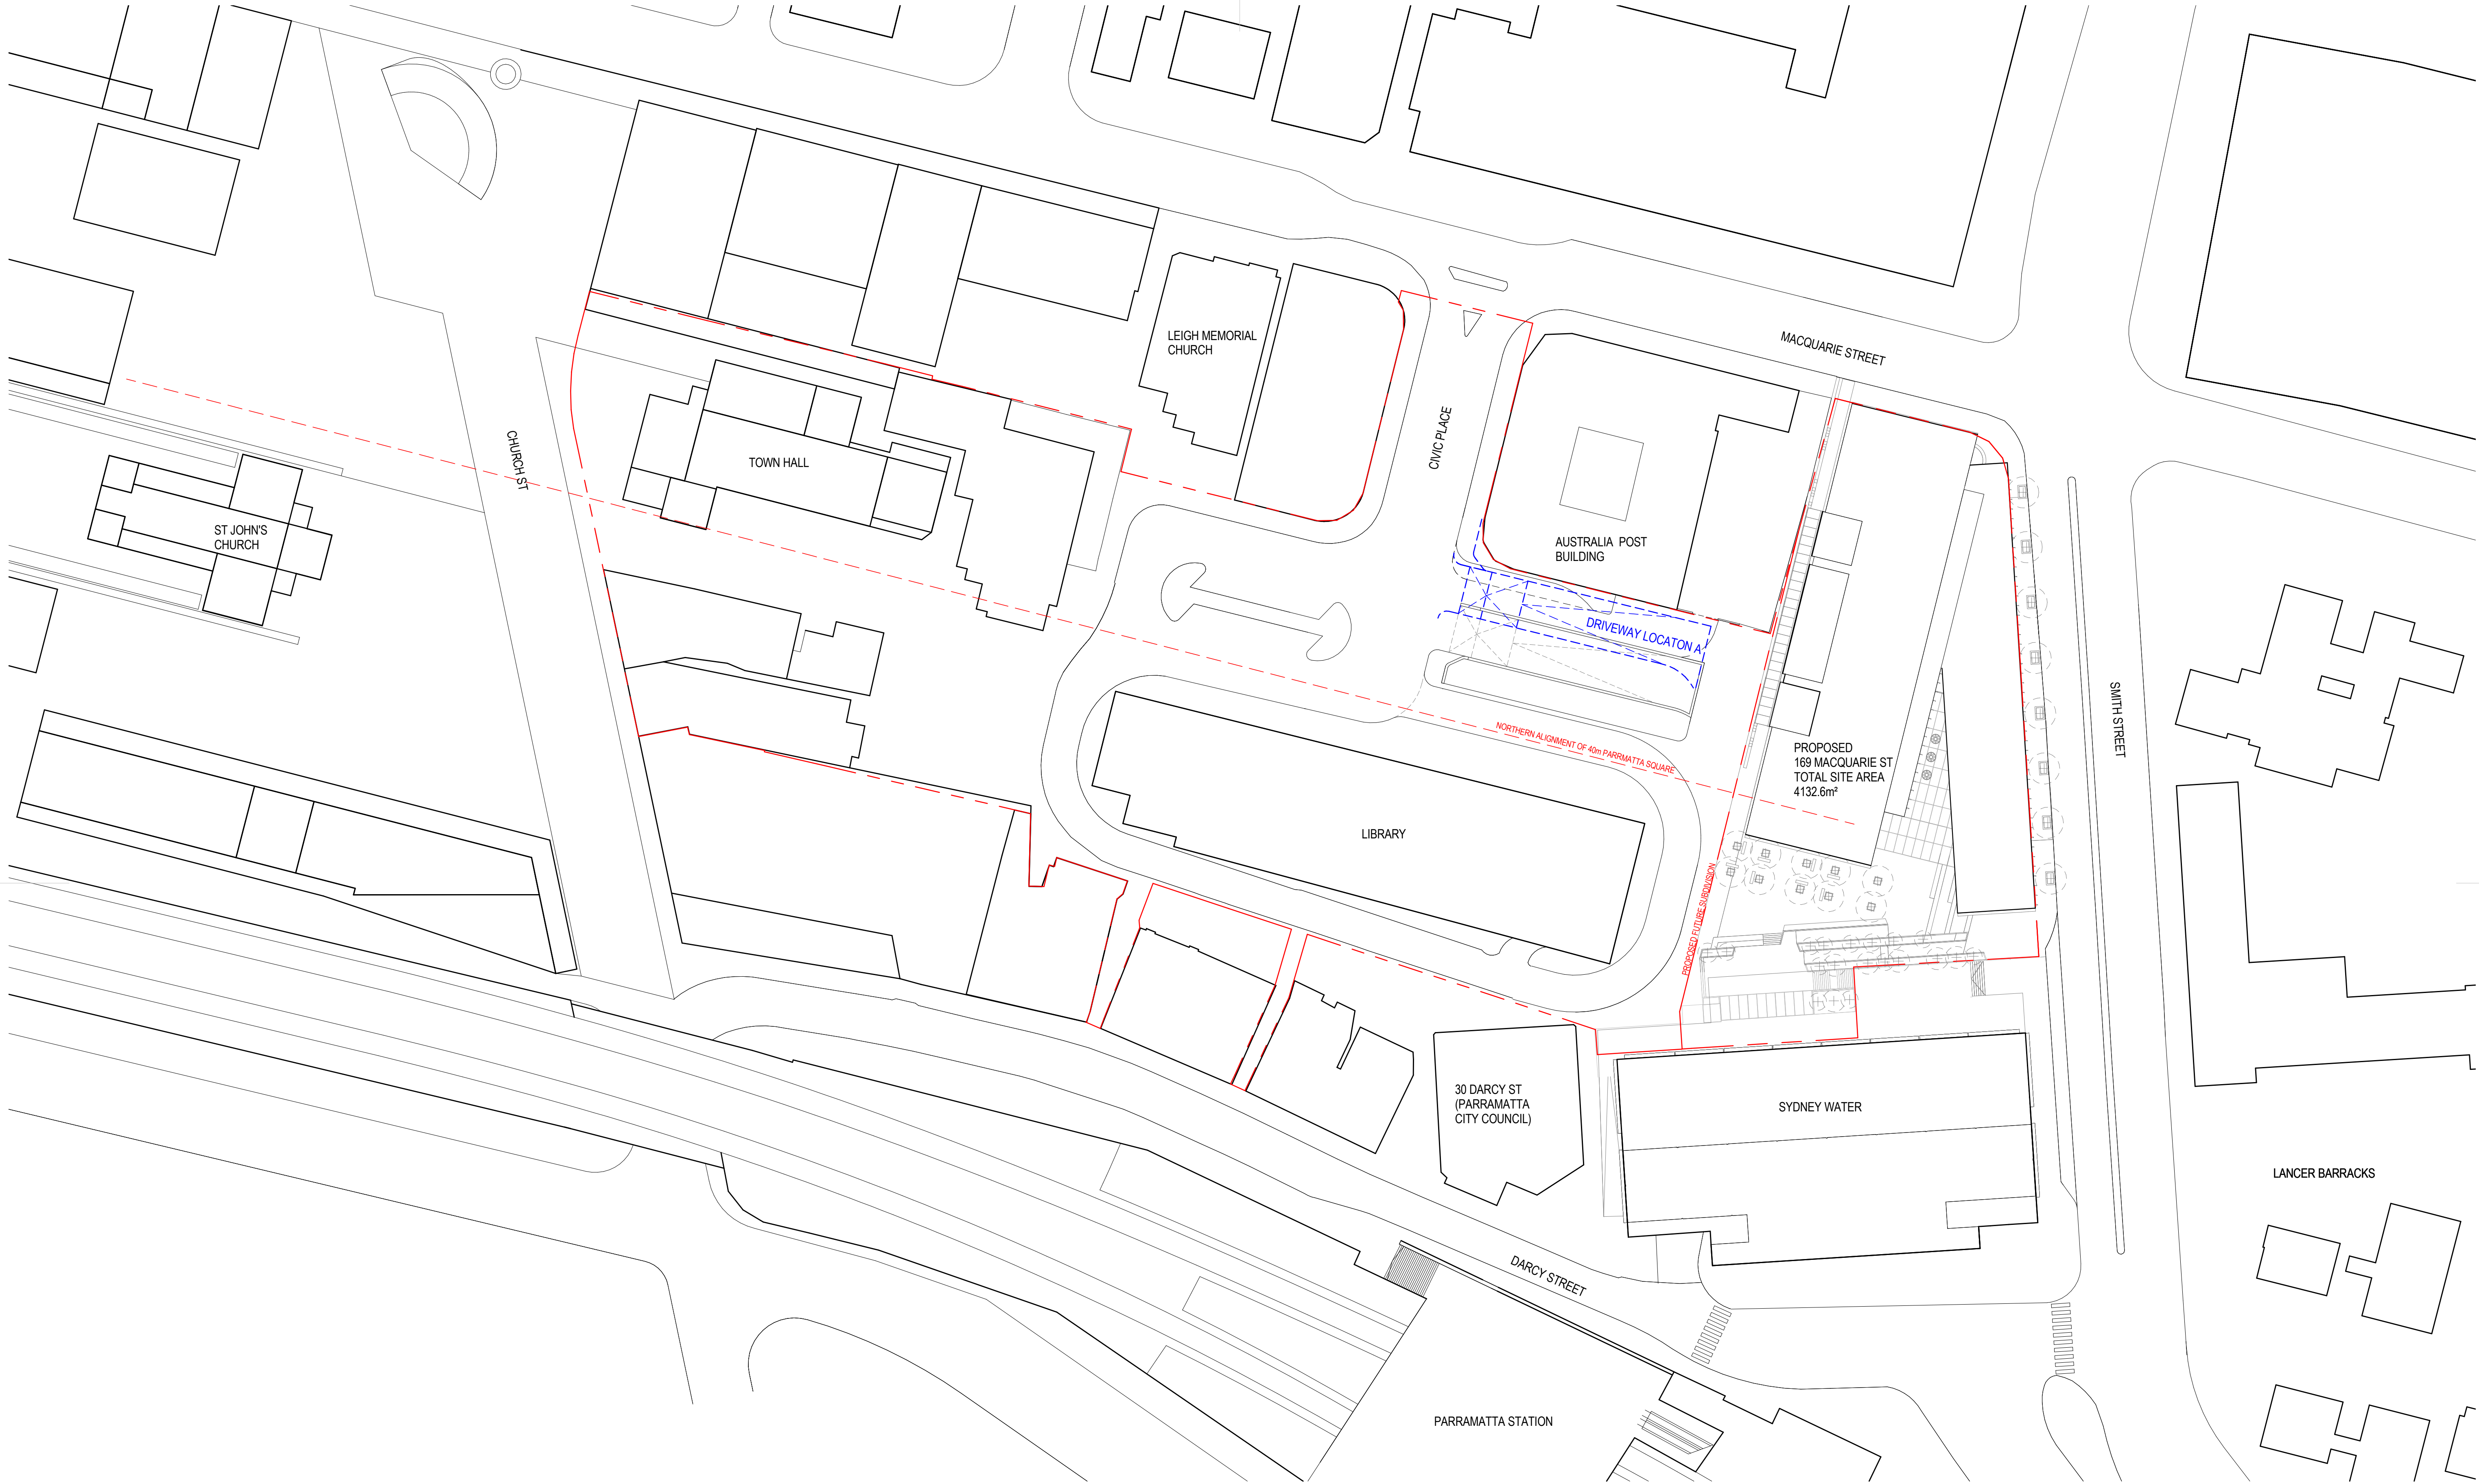 LEIGH MEMORIAL
CHURCH
MACQUARIE STREET
CIVIC PLACE
CHURCH ST
TOWN HALL
ST JOHN'S
CHURCH
AUSTRALIA POST
BUILDING
DRIVEWAY LOCATON A
NORTHERN ALIGNMENT OF 40m PARRMATTA SQUARE
SMITH STREET
PROPOSED
169 MACQUARIE ST
TOTAL SITE AREA
4132.6m²
LIBRARY
PROPOSED FUTURE SUBDIVISION
30 DARCY ST
(PARRAMATTA
CITY COUNCIL)
SYDNEY WATER
LANCER BARRACKS
DARCY STREET
PARRAMATTA STATION